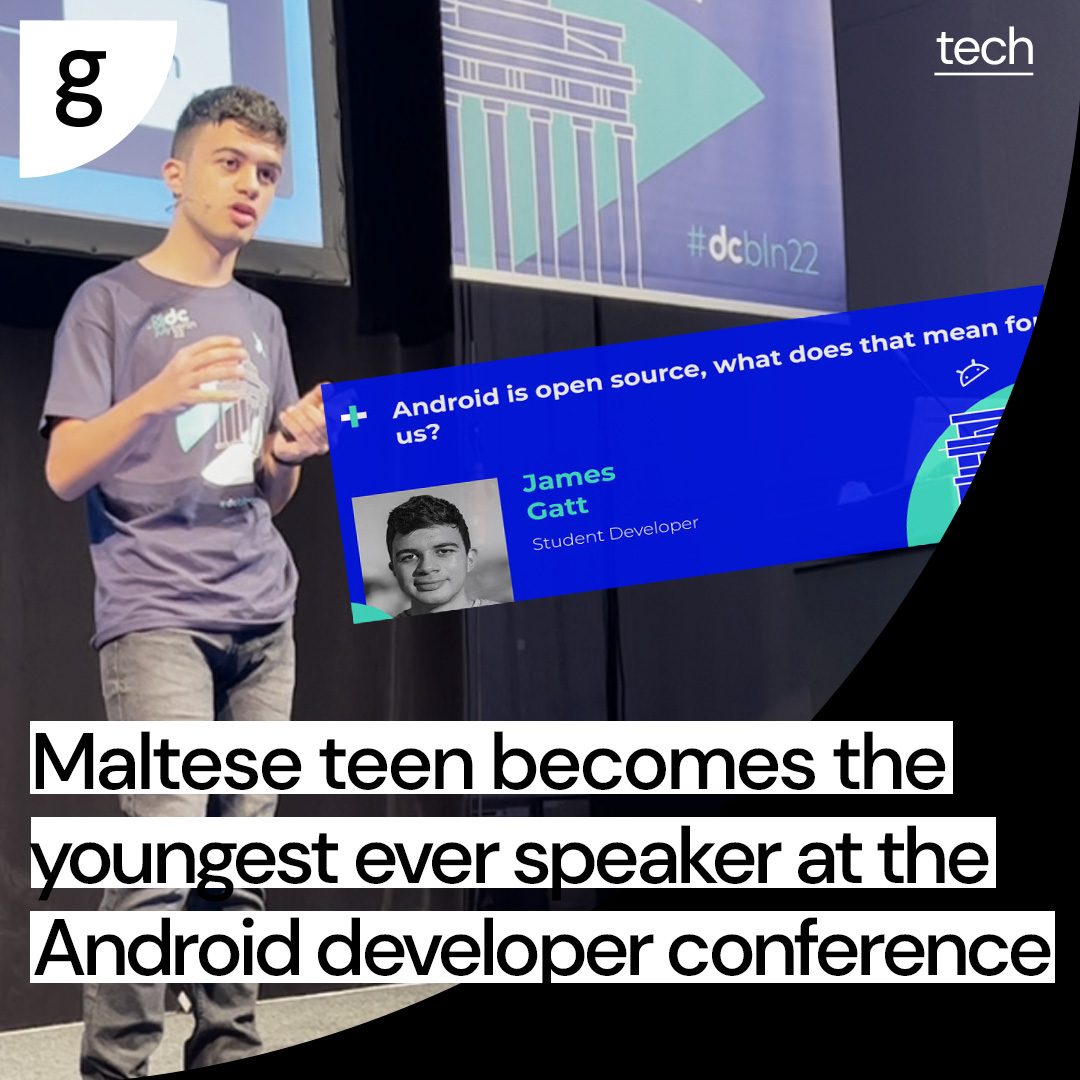 g
tech
#dcbln22
Android is open source, what does that mean for
us?
James
Gatt
Student Developer
Maltese teen becomes the
youngest ever speaker at the
Android developer conference